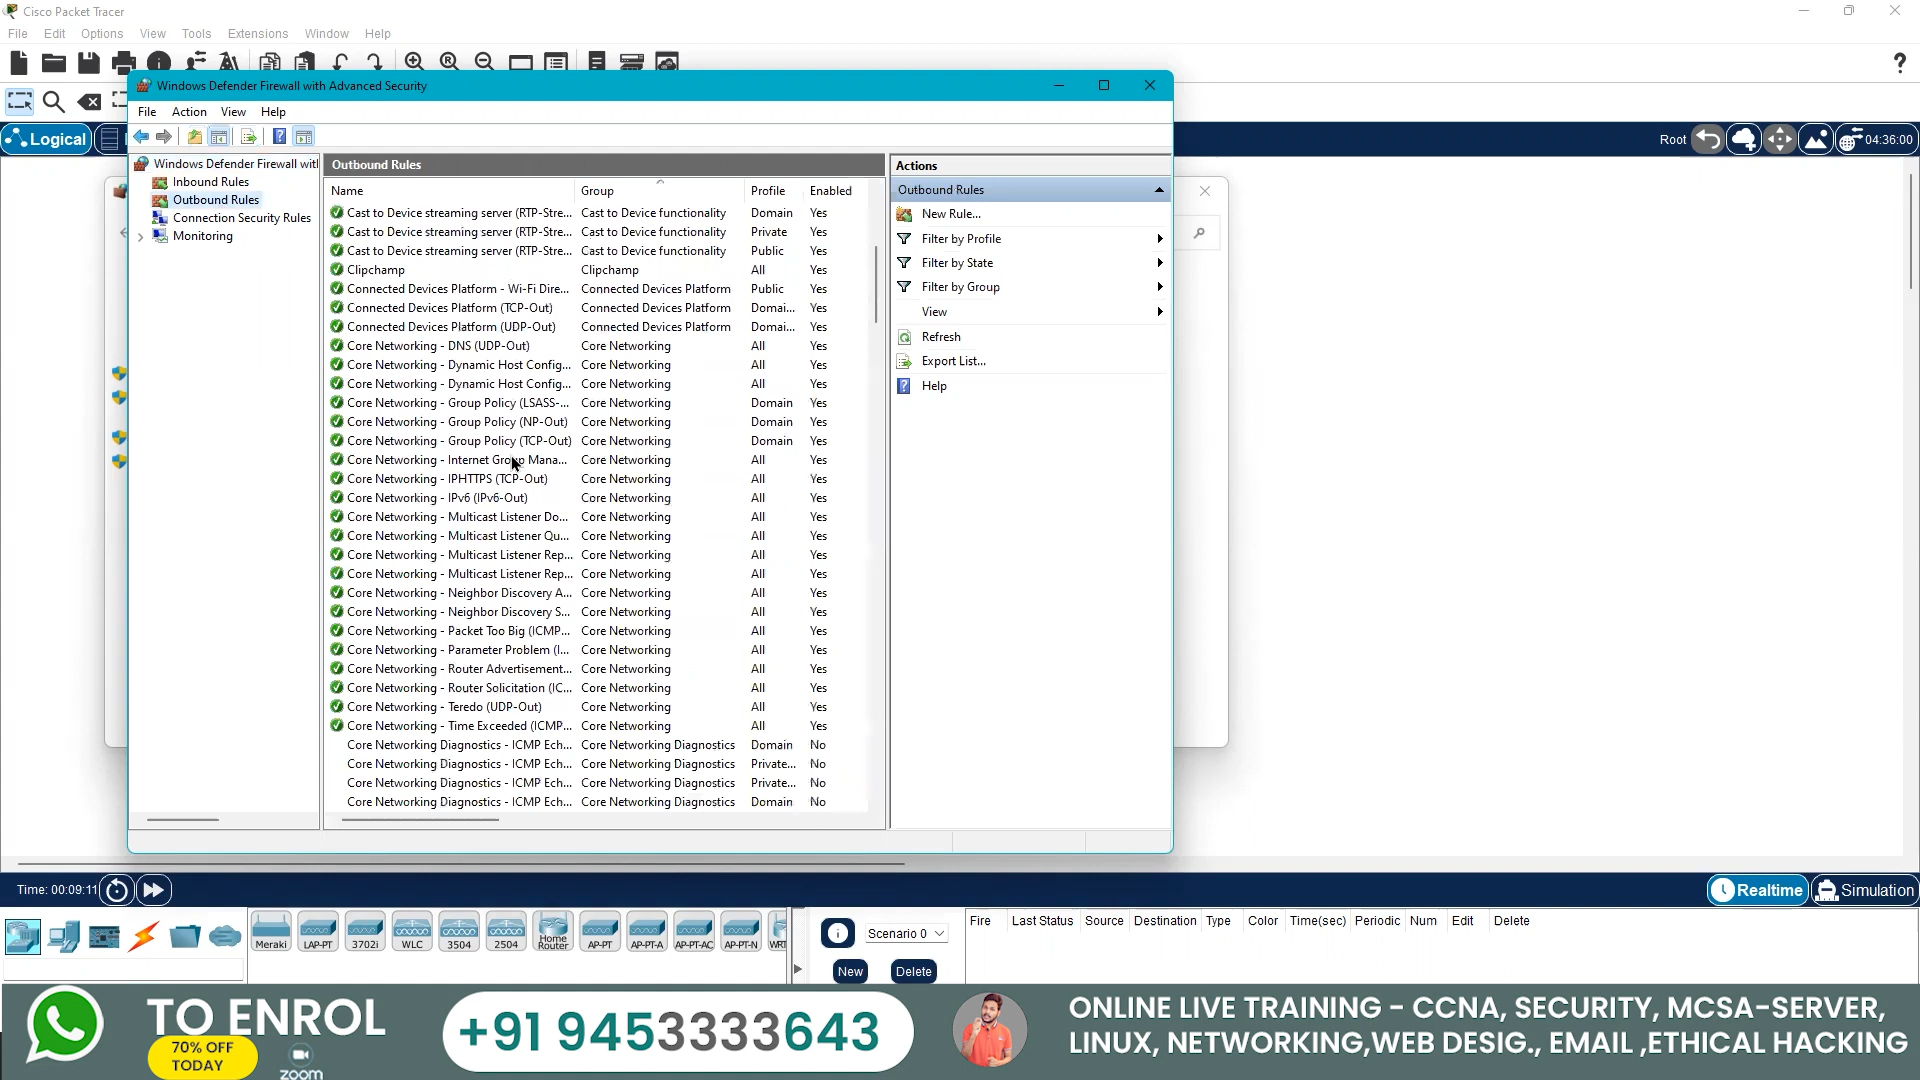 Cisco Packet Tracer
File Edit Options View Tools Extensions Window Help
Windows Defender Firewall with Advanced Security
File Action View Help
Logical
Root
04:36:00
Windows Defender Firewall with
Inbound Rules
Outbound Rules
Connection Security Rules
Monitoring
Outbound Rules
Name Group Profile Enabled
Cast to Device streaming server (RTP-Stre... Cast to Device functionality Domain Yes
Cast to Device streaming server (RTP-Stre... Cast to Device functionality Private Yes
Cast to Device streaming server (RTP-Stre... Cast to Device functionality Public Yes
Clipchamp Clipchamp All Yes
Connected Devices Platform - Wi-Fi Dire... Connected Devices Platform Public Yes
Connected Devices Platform (TCP-Out) Connected Devices Platform Domai... Yes
Connected Devices Platform (UDP-Out) Connected Devices Platform Domai... Yes
Core Networking - DNS (UDP-Out) Core Networking All Yes
Core Networking - Dynamic Host Config... Core Networking All Yes
Core Networking - Dynamic Host Config... Core Networking All Yes
Core Networking - Group Policy (LSASS-... Core Networking Domain Yes
Core Networking - Group Policy (NP-Out) Core Networking Domain Yes
Core Networking - Group Policy (TCP-Out) Core Networking Domain Yes
Core Networking - Internet Group Mana... Core Networking All Yes
Core Networking - IPHTTPS (TCP-Out) Core Networking All Yes
Core Networking - IPv6 (IPv6-Out) Core Networking All Yes
Core Networking - Multicast Listener Do... Core Networking All Yes
Core Networking - Multicast Listener Qu... Core Networking All Yes
Core Networking - Multicast Listener Rep... Core Networking All Yes
Core Networking - Multicast Listener Rep... Core Networking All Yes
Core Networking - Neighbor Discovery A... Core Networking All Yes
Core Networking - Neighbor Discovery S... Core Networking All Yes
Core Networking - Packet Too Big (ICMP... Core Networking All Yes
Core Networking - Parameter Problem (I... Core Networking All Yes
Core Networking - Router Advertisement... Core Networking All Yes
Core Networking - Router Solicitation (IC... Core Networking All Yes
Core Networking - Teredo (UDP-Out) Core Networking All Yes
Core Networking - Time Exceeded (ICMP... Core Networking All Yes
Core Networking Diagnostics - ICMP Ech... Core Networking Diagnostics Domain No
Core Networking Diagnostics - ICMP Ech... Core Networking Diagnostics Private... No
Core Networking Diagnostics - ICMP Ech... Core Networking Diagnostics Private... No
Core Networking Diagnostics - ICMP Ech... Core Networking Diagnostics Domain No
Actions
Outbound Rules
New Rule...
Filter by Profile
Filter by State
Filter by Group
View
Refresh
Export List...
Help
Time: 00:09:11
Realtime Simulation
Meraki LAP-PT 3702i WLC 3504 2504 Home Router AP-PT AP-PT-A AP-PT-AC AP-PT-N WRT
Scenario 0
New Delete
Fire Last Status Source Destination Type Color Time(sec) Periodic Num Edit Delete
TO ENROL
70% OFF
TODAY
zoom
+91 9453333643
ONLINE LIVE TRAINING - CCNA, SECURITY, MCSA-SERVER,
LINUX, NETWORKING,WEB DESIG., EMAIL ,ETHICAL HACKING